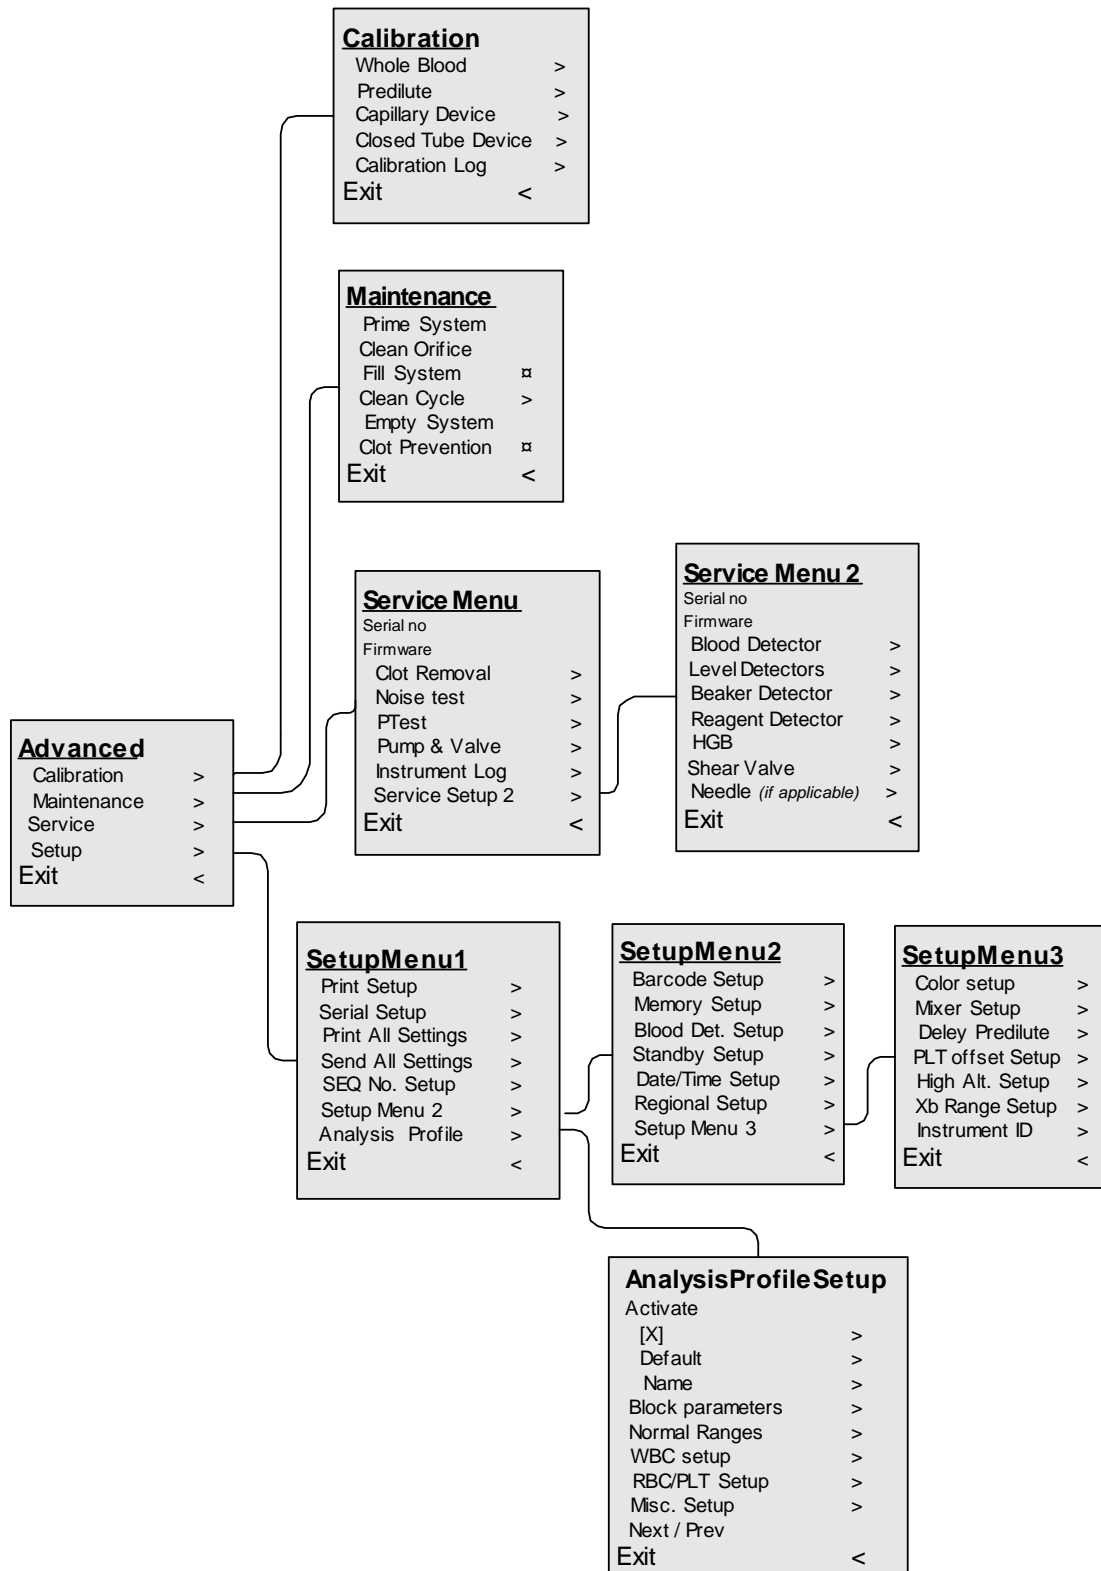 Calibration
Whole Blood >
Predilute >
Capillary Device >
Closed Tube Device >
Calibration Log >
Exit <
Maintenance
Prime System
Clean Orifice
Fill System ¤
Clean Cycle >
Empty System
Clot Prevention ¤
Exit <
Service Menu
Serial no
Firmware
Clot Removal >
Noise test >
PTest >
Pump & Valve >
Instrument Log >
Service Setup 2 >
Exit <
Service Menu 2
Serial no
Firmware
Blood Detector >
Level Detectors >
Beaker Detector >
Reagent Detector >
HGB >
Shear Valve >
Needle (if applicable) >
Exit <
Advanced
Calibration >
Maintenance >
Service >
Setup >
Exit <
SetupMenu1
Print Setup >
Serial Setup >
Print All Settings >
Send All Settings >
SEQ No. Setup >
Setup Menu 2 >
Analysis Profile >
Exit <
SetupMenu2
Barcode Setup >
Memory Setup >
Blood Det. Setup >
Standby Setup >
Date/Time Setup >
Regional Setup >
Setup Menu 3 >
Exit <
SetupMenu3
Color setup >
Mixer Setup >
Deley Predilute >
PLT offset Setup >
High Alt. Setup >
Xb Range Setup >
Instrument ID >
Exit <
AnalysisProfileSetup
Activate
[X] >
Default >
Name >
Block parameters >
Normal Ranges >
WBC setup >
RBC/PLT Setup >
Misc. Setup >
Next / Prev
Exit <